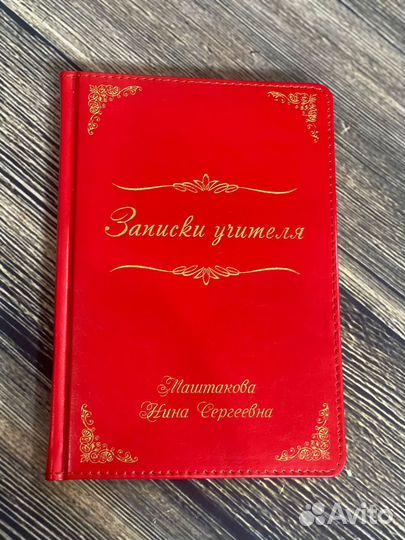 Записки учителя
Маштакова
Нина Сергеевна
Avito